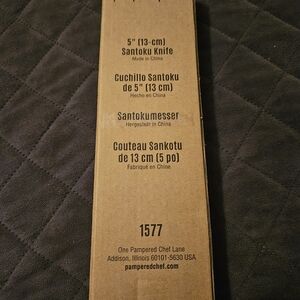 5" (13-cm)
Santoku Knife
Made in China
Cuchillo Santoku
de 5" (13 cm)
Hecho en China
Santokumesser
Hergestellt in China
Couteau Sankotu
de 13 cm (5 po)
Fabriqué en Chine
1577
One Pampered Chef Lane
Addison, Illinois 60101-5630 USA
pamperedchef.com